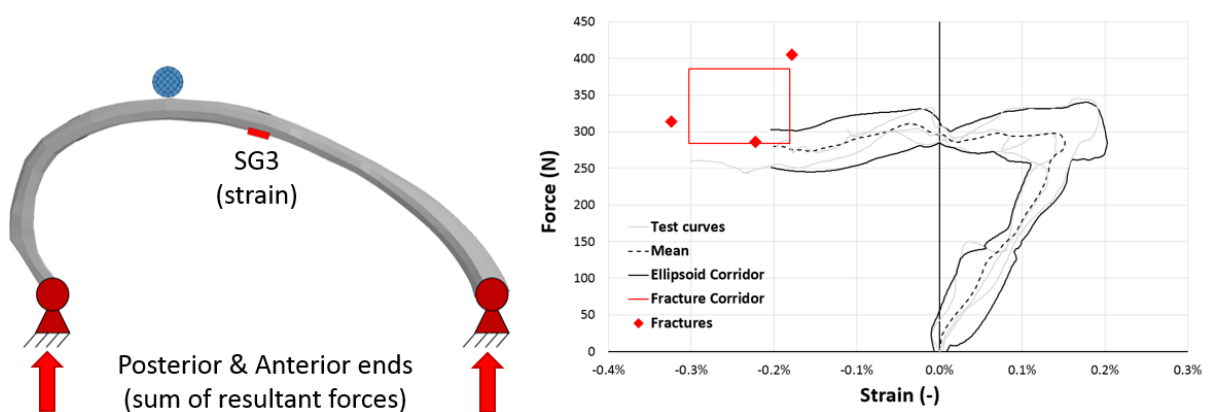 SG3
(strain)
Posterior & Anterior ends
(sum of resultant forces)
Force (N)
450
400
350
300
250
200
150
100
50
0
Test curves
Mean
Ellipsoid Corridor
Fracture Corridor
Fractures
-0.4%
-0.3%
-0.2%
-0.1%
0.0%
0.1%
0.2%
0.3%
Strain (-)